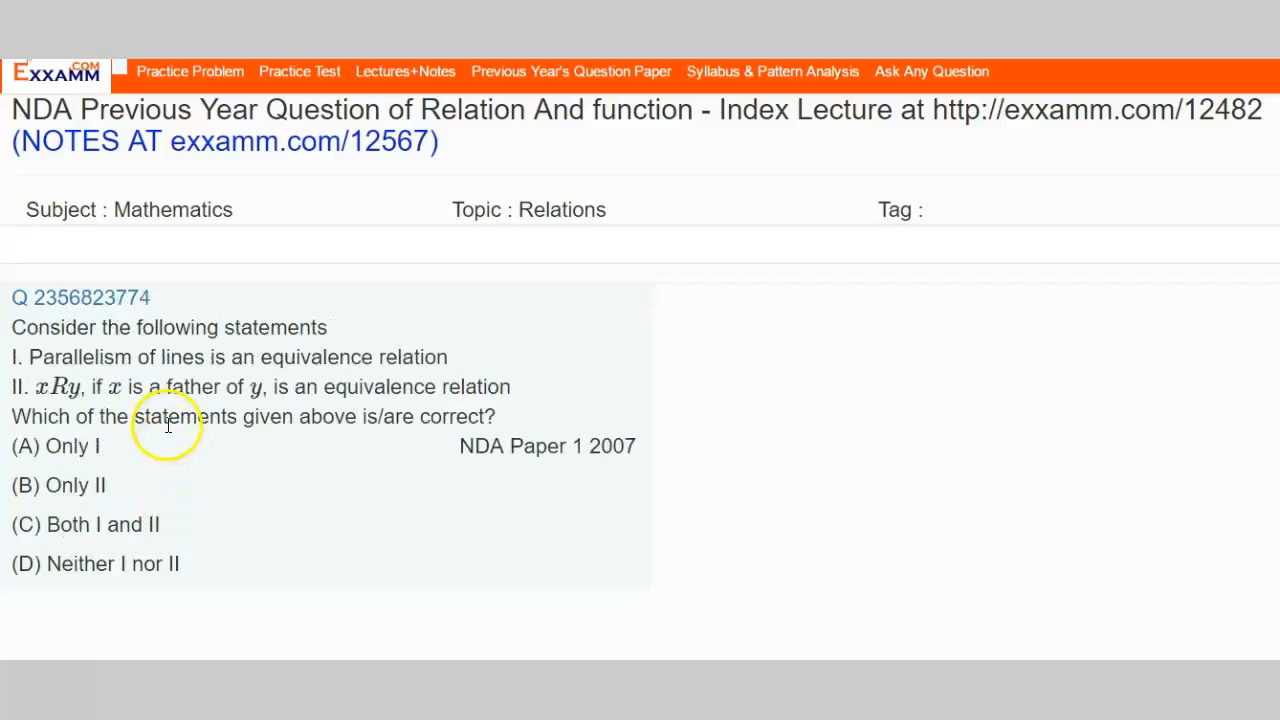 EXXAMM.COM Practice Problem Practice Test Lectures+Notes Previous Year's Question Paper Syllabus & Pattern Analysis Ask Any Question
NDA Previous Year Question of Relation And function - Index Lecture at http://exxamm.com/12482
(NOTES AT exxamm.com/12567)
Subject : Mathematics Topic : Relations Tag :
Q 2356823774
Consider the following statements
I. Parallelism of lines is an equivalence relation
II. xRy, if x is a father of y, is an equivalence relation
Which of the statements given above is/are correct?
(A) Only I NDA Paper 1 2007
(B) Only II
(C) Both I and II
(D) Neither I nor II